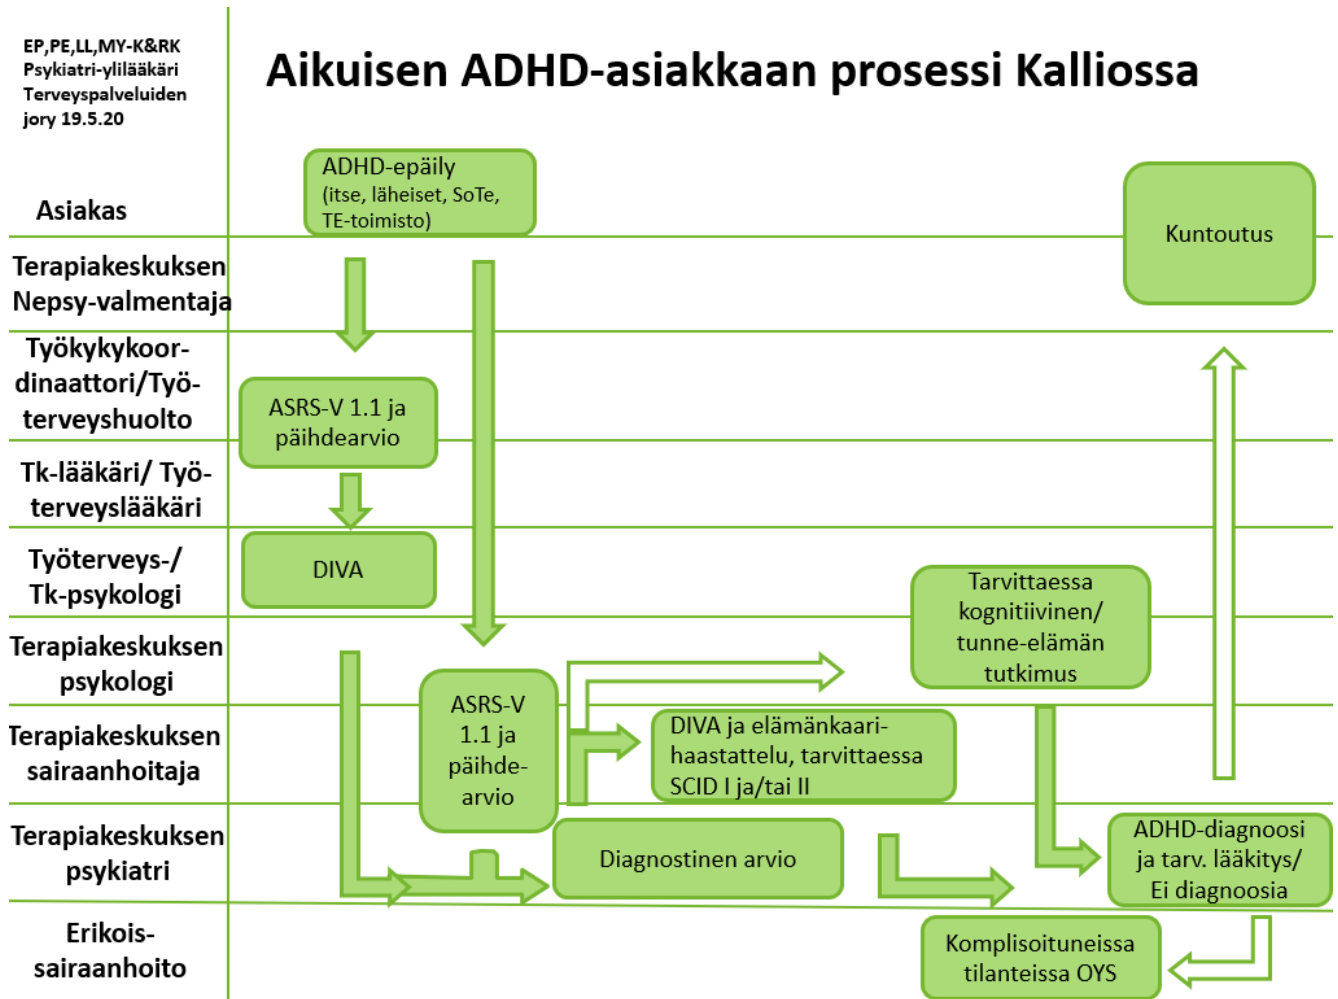 EP,PE,LL,MY-K&RK
Psykiatri-ylilääkäri
Terveyspalveluiden
jory 19.5.20
Aikuisen ADHD-asiakkaan prosessi Kalliossa
Asiakas
ADHD-epäily
(itse, läheiset, SoTe,
TE-toimisto)
Kuntoutus
Terapiakeskuksen
Nepsy-valmentaja
Työkykykoor-
dinaattori/Työ-
terveyshuolto
ASRS-V 1.1 ja
päihdearvio
Tk-lääkäri/ Työ-
terveyslääkäri
Työterveys-/
Tk-psykologi
DIVA
Tarvittaessa
kognitiivinen/
tunne-elämän
tutkimus
Terapiakeskuksen
psykologi
ASRS-V
1.1 ja
päihde-
arvio
Terapiakeskuksen
sairaanhoitaja
DIVA ja elämänkaari-
haastattelu, tarvittaessa
SCID I ja/tai II
Terapiakeskuksen
psykiatri
Diagnostinen arvio
ADHD-diagnoosi
ja tarv. lääkitys/
Ei diagnoosia
Erikois-
sairaanhoito
Komplisoituneissa
tilanteissa OYS